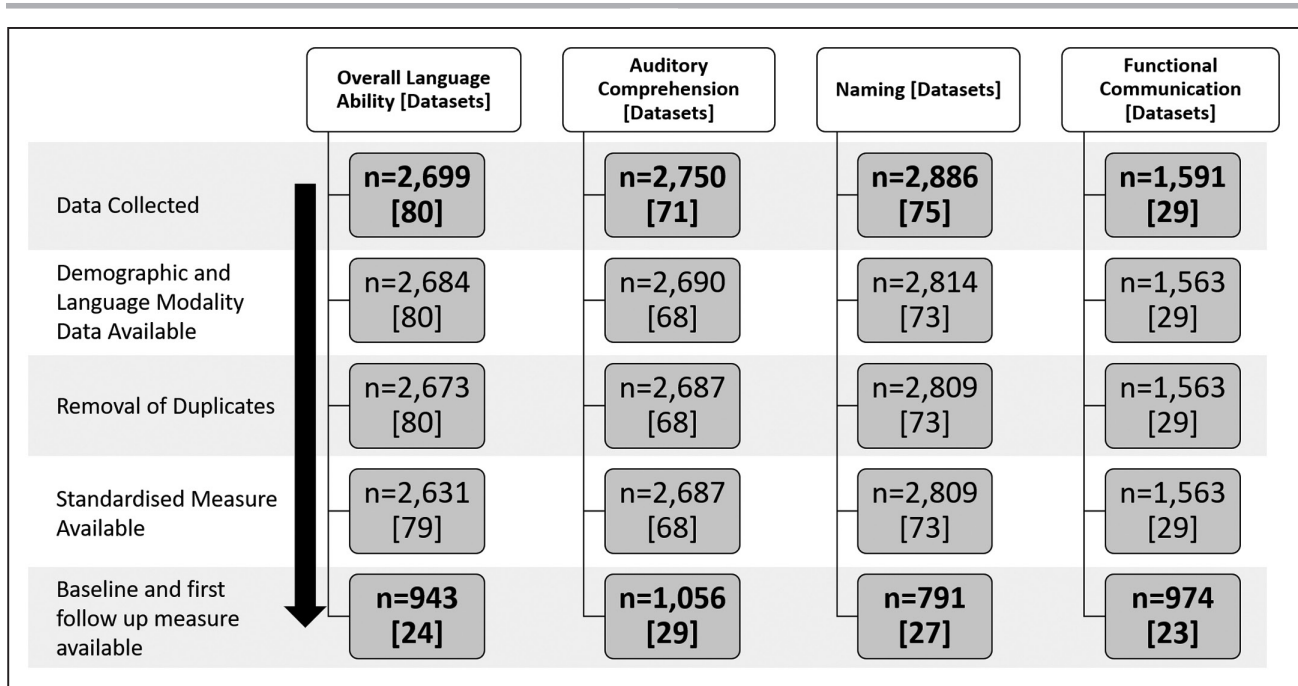 Overall Language
Ability [Datasets]
Auditory
Comprehension
[Datasets]
Naming [Datasets]
Functional
Communication
[Datasets]
Data Collected
n=2,699
[80]
n=2,750
[71]
n=2,886
[75]
n=1,591
[29]
Demographic and
Language Modality
Data Available
n=2,684
[80]
n=2,690
[68]
n=2,814
[73]
n=1,563
[29]
Removal of Duplicates
n=2,673
[80]
n=2,687
[68]
n=2,809
[73]
n=1,563
[29]
Standardised Measure
Available
n=2,631
[79]
n=2,687
[68]
n=2,809
[73]
n=1,563
[29]
Baseline and first
follow up measure
available
n=943
[24]
n=1,056
[29]
n=791
[27]
n=974
[23]